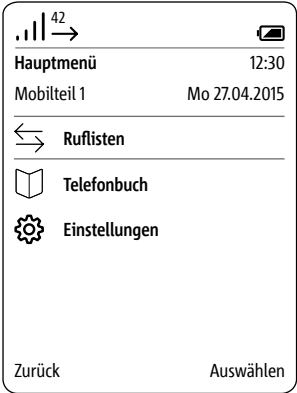 42
Hauptmenü 12:30
Mobilteil 1 Mo 27.04.2015
Ruflisten
Telefonbuch
Einstellungen
Zurück Auswählen